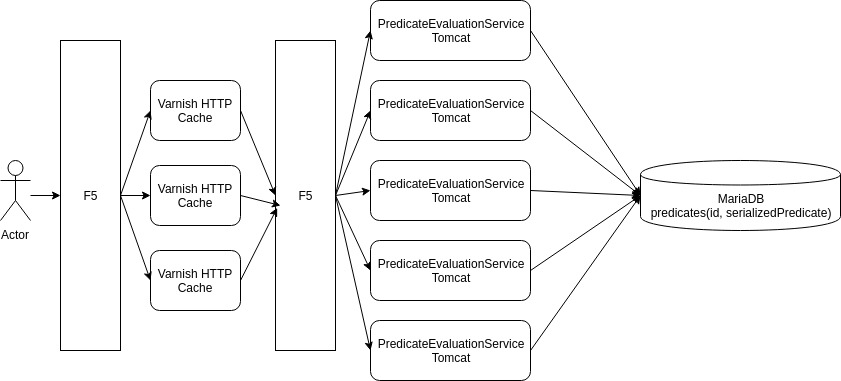 Actor
F5
Varnish HTTP
Cache
Varnish HTTP
Cache
Varnish HTTP
Cache
F5
PredicateEvaluationService
Tomcat
PredicateEvaluationService
Tomcat
PredicateEvaluationService
Tomcat
PredicateEvaluationService
Tomcat
PredicateEvaluationService
Tomcat
MariaDB
predicates(id, serializedPredicate)